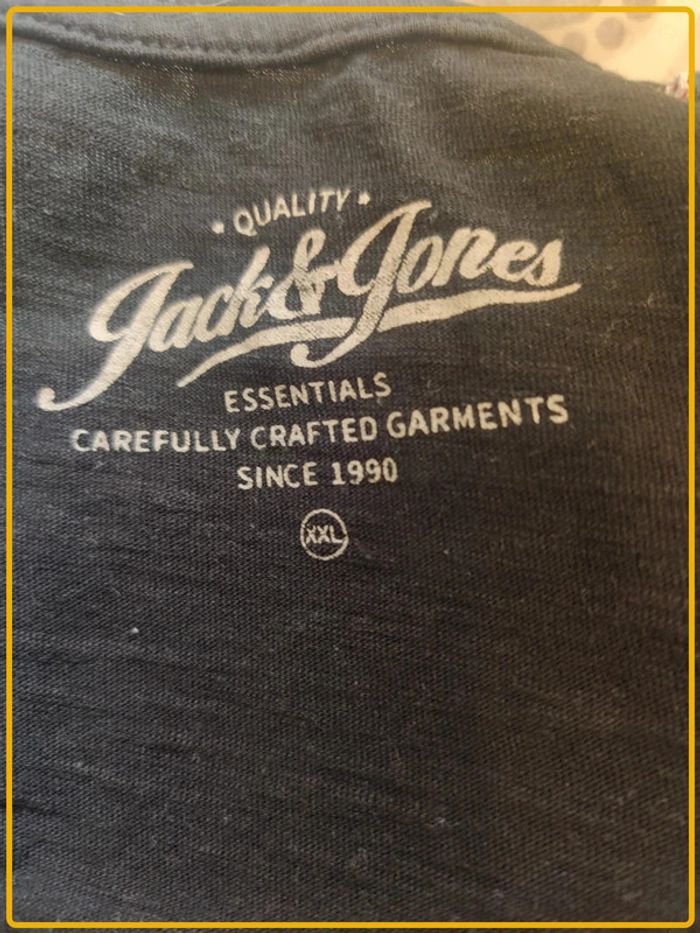 • QUALITY •
Jack&Jones
ESSENTIALS
CAREFULLY CRAFTED GARMENTS
SINCE 1990
XXL